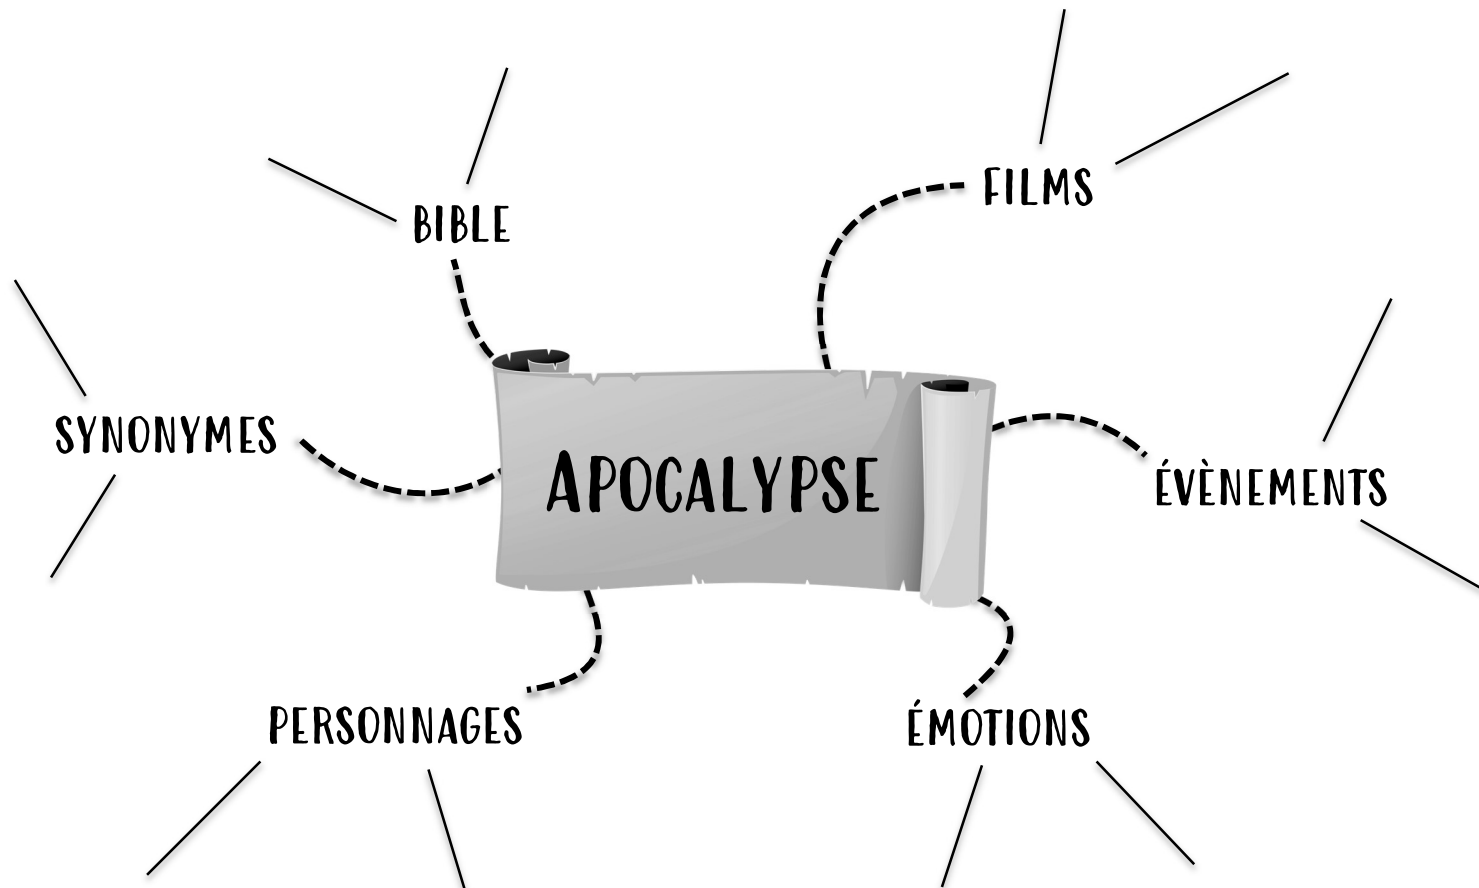 FILMS
BIBLE
SYNONYMES
APOCALYPSE
ÉVÈNEMENTS
PERSONNAGES
ÉMOTIONS